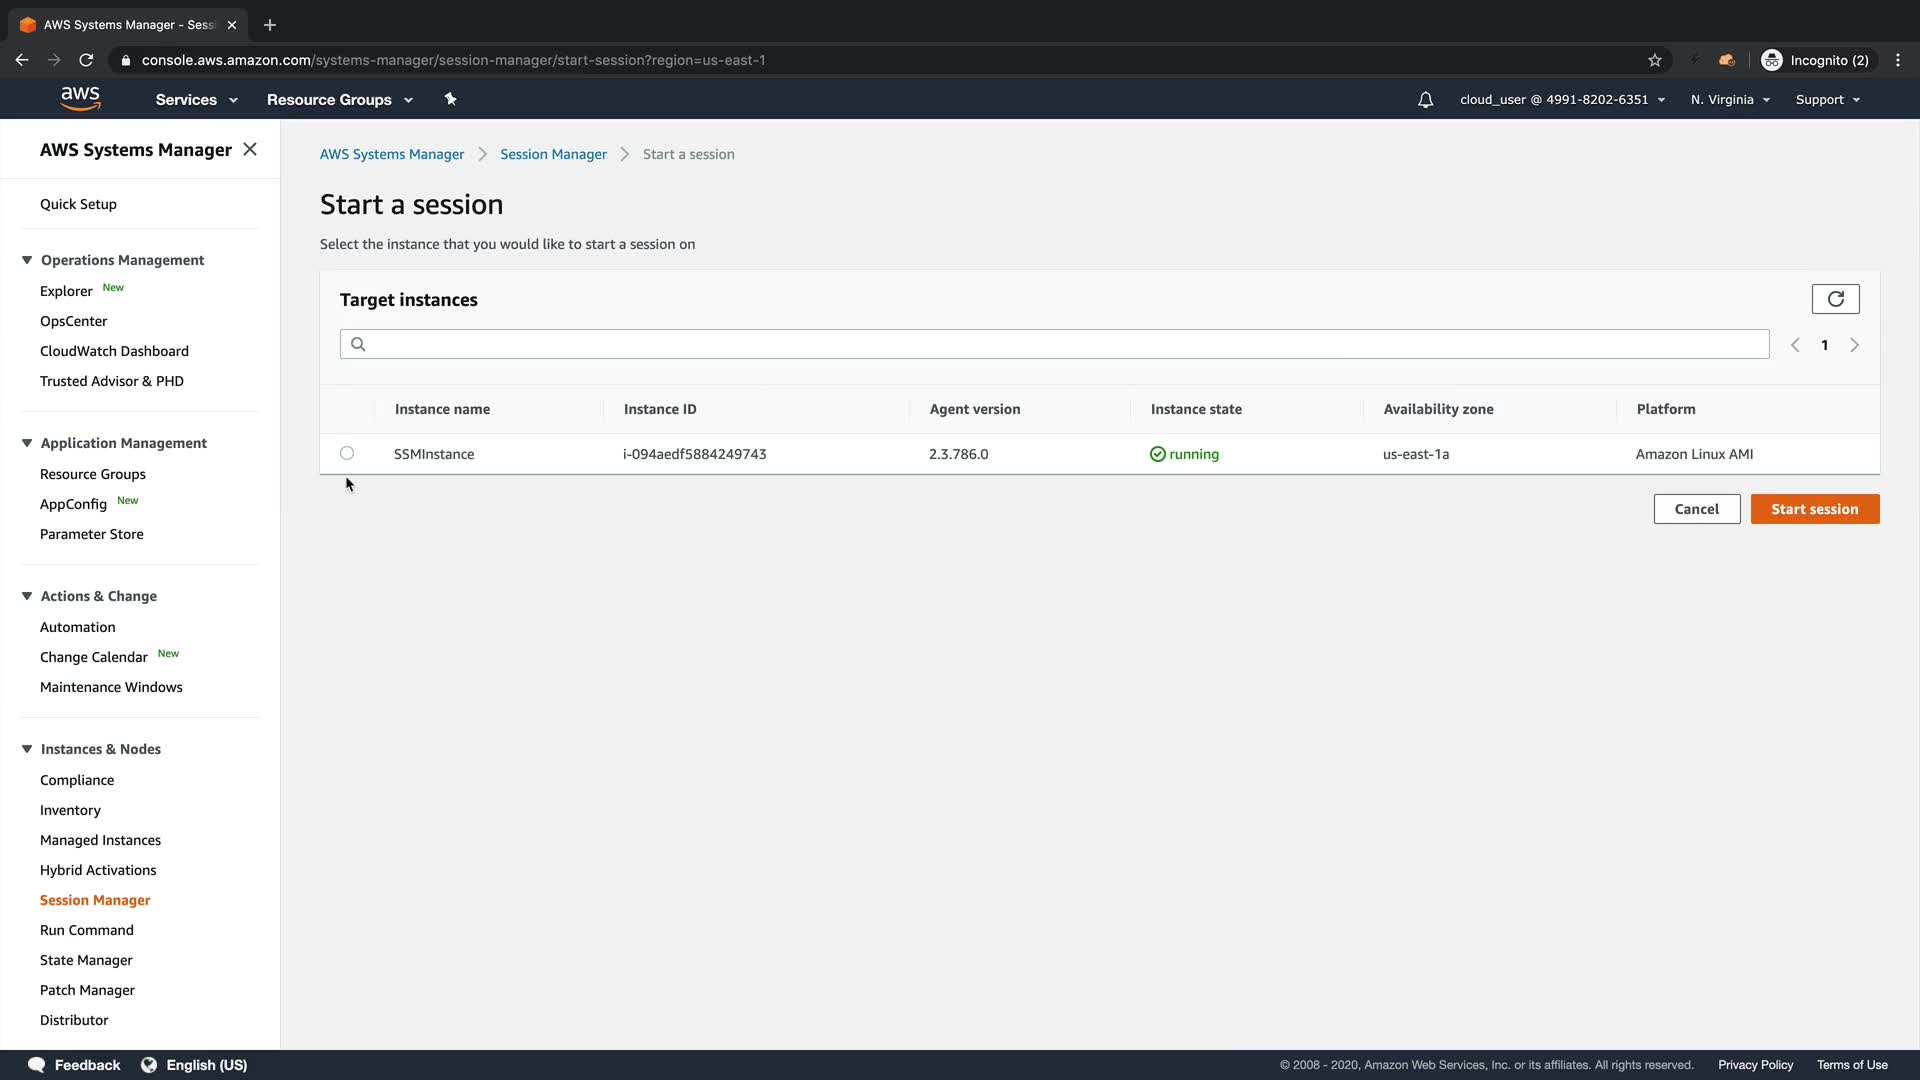 AWS Systems Manager - Sess
console.aws.amazon.com/systems-manager/session-manager/start-session?region=us-east-1
Incognito (2)
aws
Services
Resource Groups
cloud_user @ 4991-8202-6351
N. Virginia
Support
AWS Systems Manager
Quick Setup
Operations Management
Explorer New
OpsCenter
CloudWatch Dashboard
Trusted Advisor & PHD
Application Management
Resource Groups
AppConfig New
Parameter Store
Actions & Change
Automation
Change Calendar New
Maintenance Windows
Instances & Nodes
Compliance
Inventory
Managed Instances
Hybrid Activations
Session Manager
Run Command
State Manager
Patch Manager
Distributor
AWS Systems Manager
Session Manager
Start a session
Start a session
Select the instance that you would like to start a session on
Target instances
1
Instance name Instance ID Agent version Instance state Availability zone Platform
SSMInstance i-094aedf5884249743 2.3.786.0 running us-east-1a Amazon Linux AMI
Cancel
Start session
Feedback
English (US)
© 2008 - 2020, Amazon Web Services, Inc. or its affiliates. All rights reserved.
Privacy Policy
Terms of Use